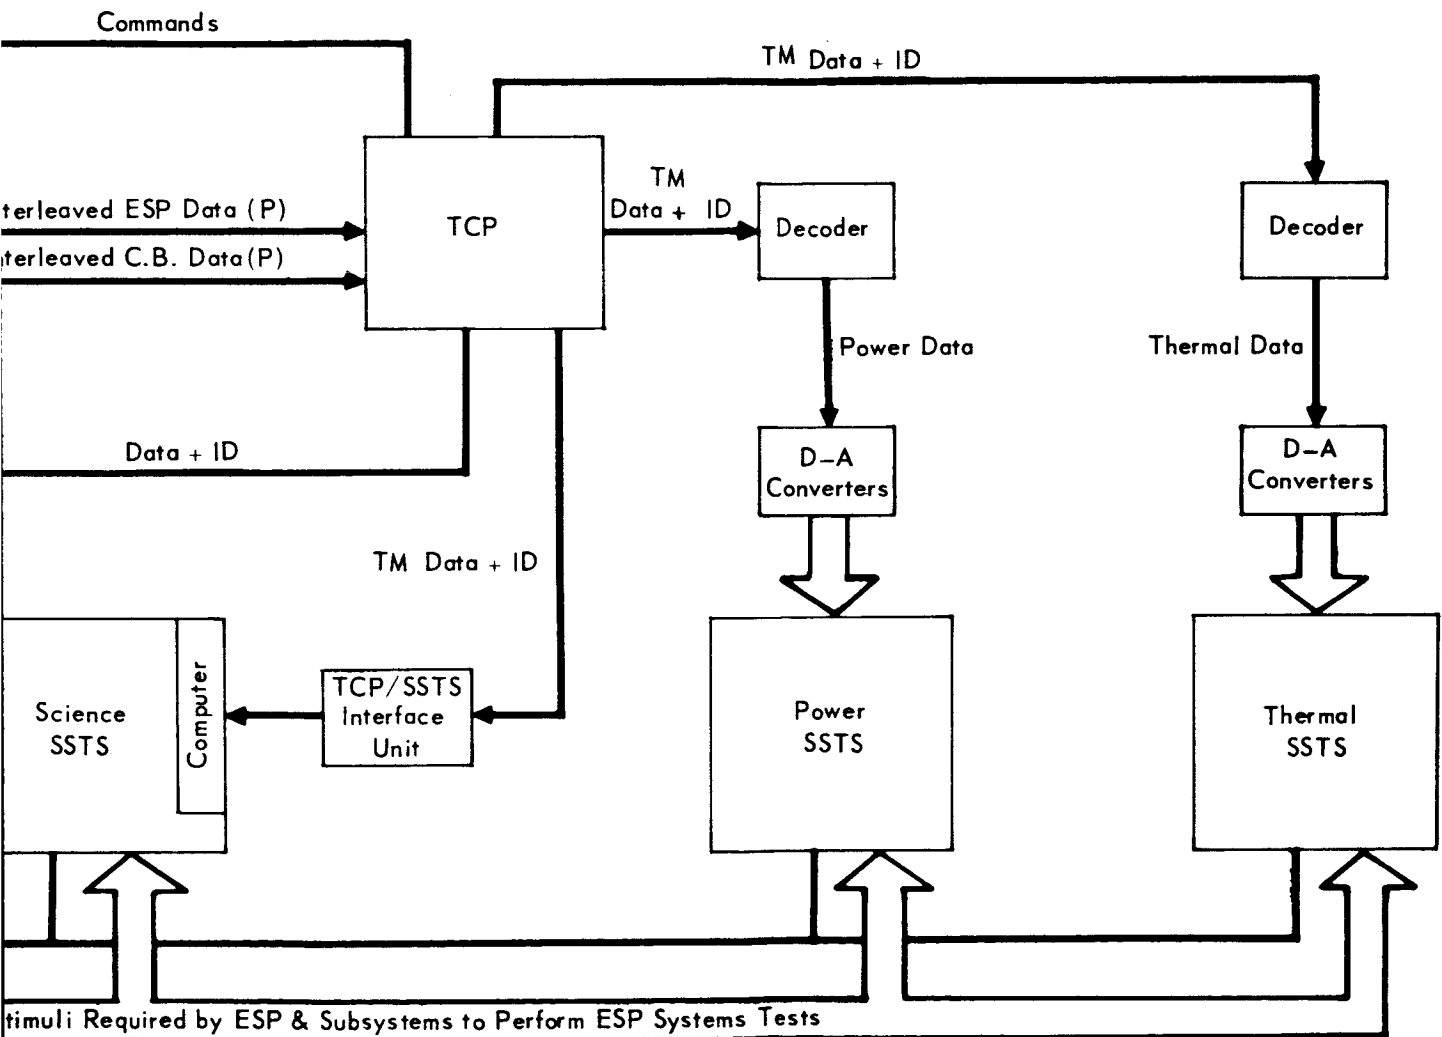 Commands
TM Data + ID
terleaved ESP Data (P)
TCP
TM
Data + ID
Decoder
Decoder
terleaved C.B. Data (P)
Power Data
Thermal Data
Data + ID
D-A
Converters
D-A
Converters
TM Data + ID
Science
SSTS
Computer
TCP/SSTS
Interface
Unit
Power
SSTS
Thermal
SSTS
timuli Required by ESP & Subsystems to Perform ESP Systems Tests